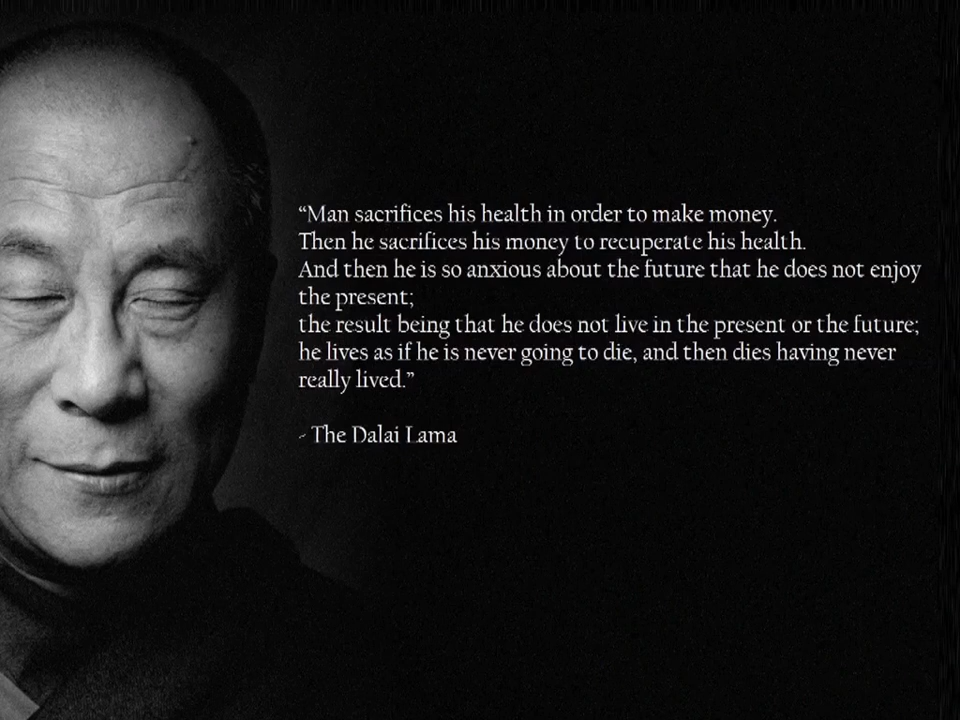 “Man sacrifices his health in order to make money.
Then he sacrifices his money to recuperate his health.
And then he is so anxious about the future that he does not enjoy
the present;
the result being that he does not live in the present or the future;
he lives as if he is never going to die, and then dies having never
really lived.”
- The Dalai Lama